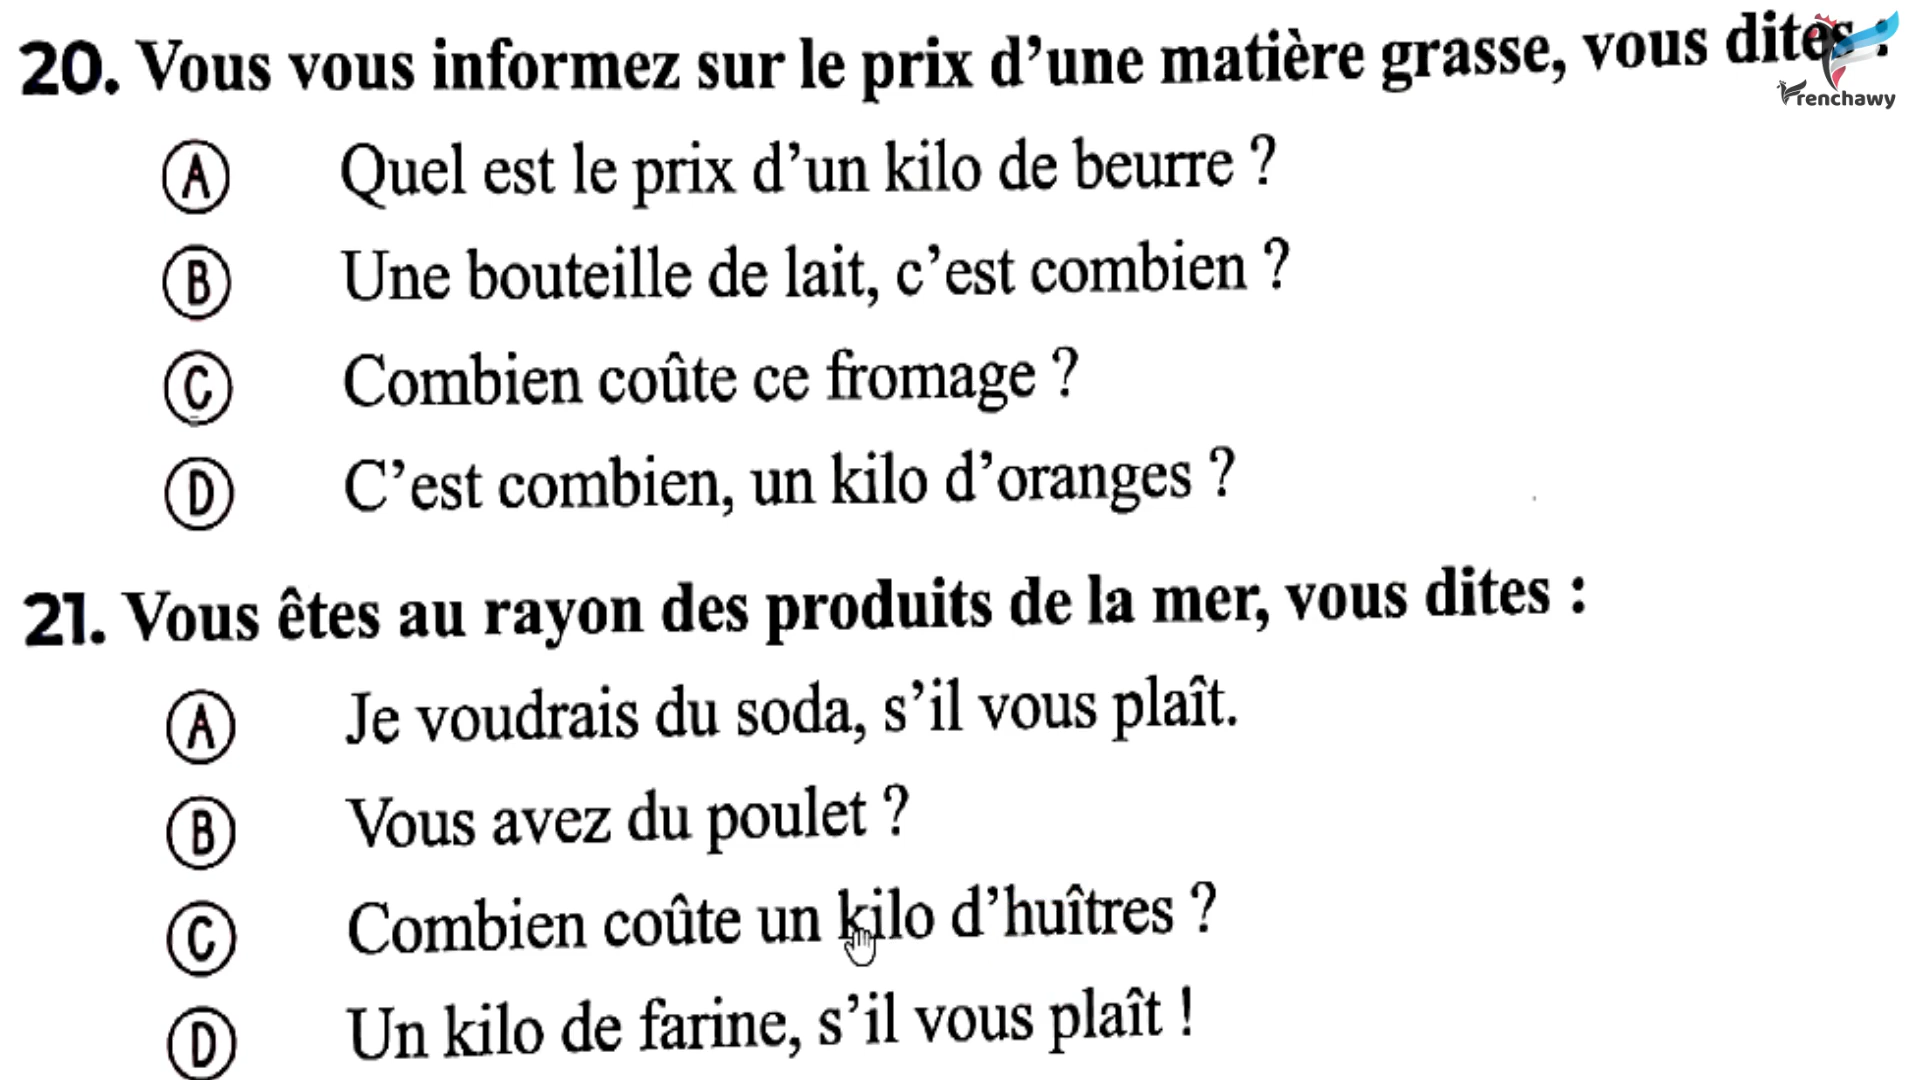 20. Vous vous informez sur le prix d'une matière grasse, vous dites :
Frenchawy
A Quel est le prix d'un kilo de beurre ?
B Une bouteille de lait, c'est combien ?
C Combien coûte ce fromage ?
D C'est combien, un kilo d'oranges ?
21. Vous êtes au rayon des produits de la mer, vous dites :
A Je voudrais du soda, s'il vous plaît.
B Vous avez du poulet ?
C Combien coûte un kilo d'huîtres ?
D Un kilo de farine, s'il vous plaît !